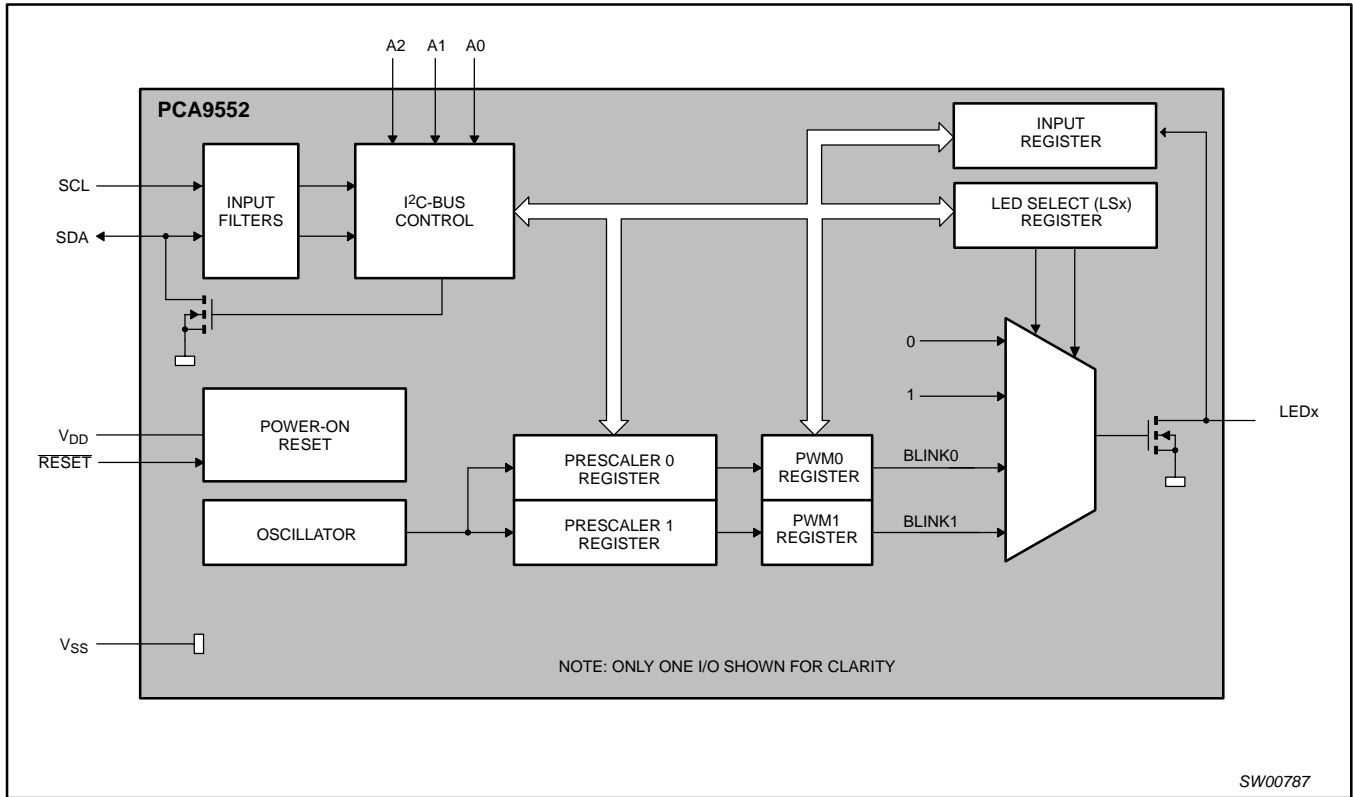 A2 A1 A0
PCA9552
INPUT
REGISTER
SCL
INPUT
FILTERS
I²C-BUS
CONTROL
LED SELECT (LSx)
REGISTER
SDA
0
1
LEDx
POWER-ON
RESET
VDD
RESET
PRESCALER 0
REGISTER
PWM0
REGISTER
BLINK0
OSCILLATOR
PRESCALER 1
REGISTER
PWM1
REGISTER
BLINK1
VSS
NOTE: ONLY ONE I/O SHOWN FOR CLARITY
SW00787